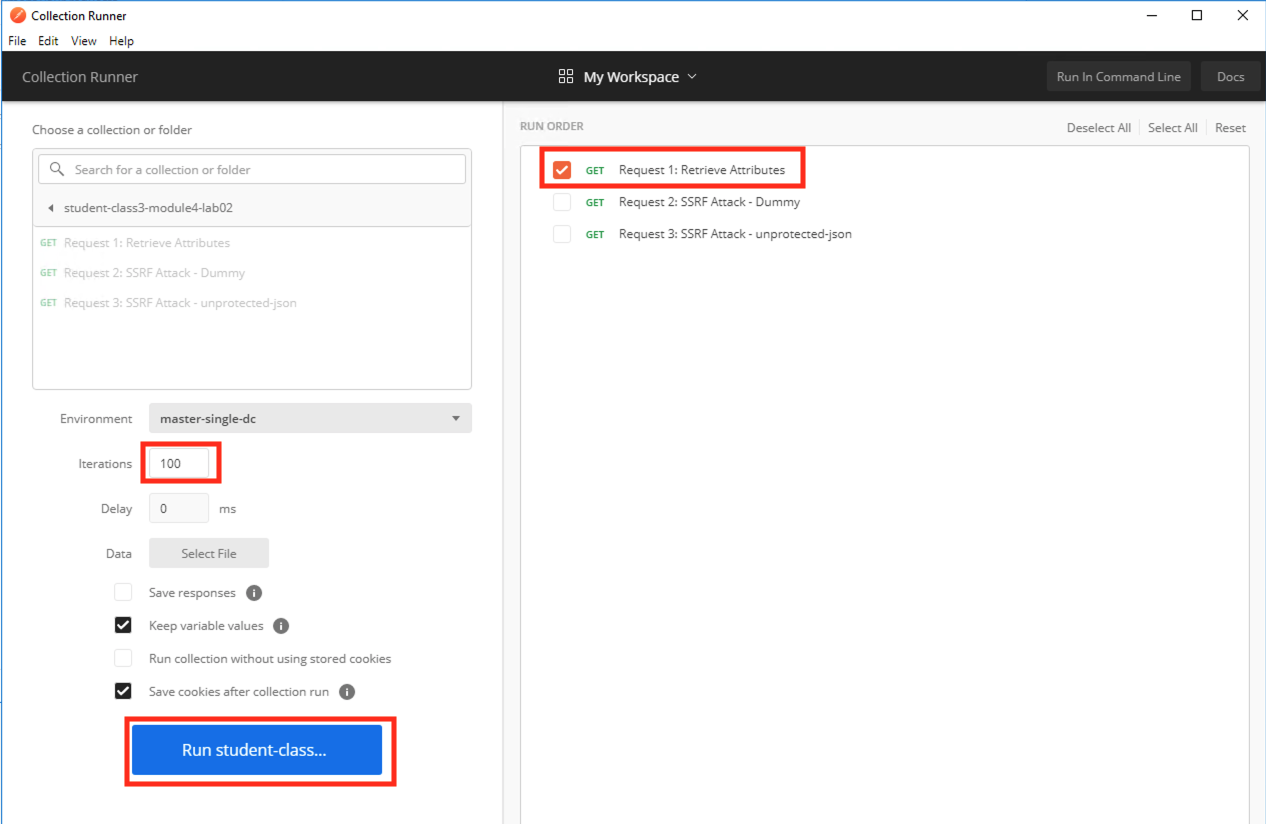 Collection Runner
File Edit View Help
Collection Runner My Workspace Run In Command Line Docs
Choose a collection or folder
Search for a collection or folder
student-class3-module4-lab02
GET Request 1: Retrieve Attributes
GET Request 2: SSRF Attack - Dummy
GET Request 3: SSRF Attack - unprotected-json
Environment master-single-dc
Iterations 100
Delay 0 ms
Data Select File
Save responses
Keep variable values
Run collection without using stored cookies
Save cookies after collection run
Run student-class...
RUN ORDER Deselect All Select All Reset
GET Request 1: Retrieve Attributes
GET Request 2: SSRF Attack - Dummy
GET Request 3: SSRF Attack - unprotected-json